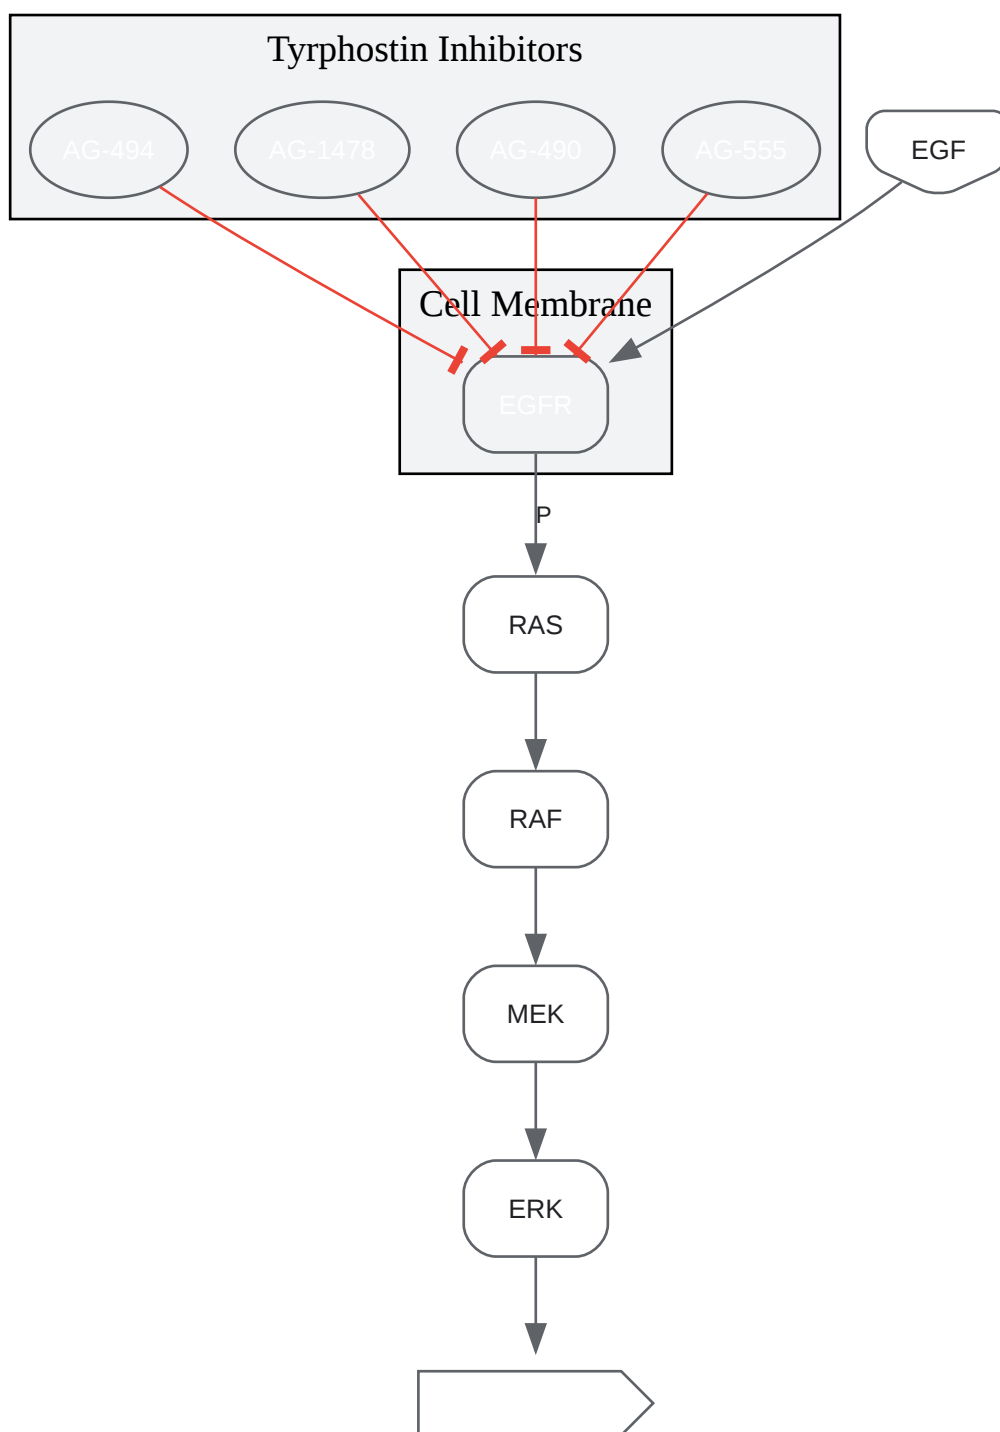 Tyrphostin Inhibitors
AG-494
AG-1478
AG-490
AG-555
EGF
Cell Membrane
EGFR
P
RAS
RAF
MEK
ERK